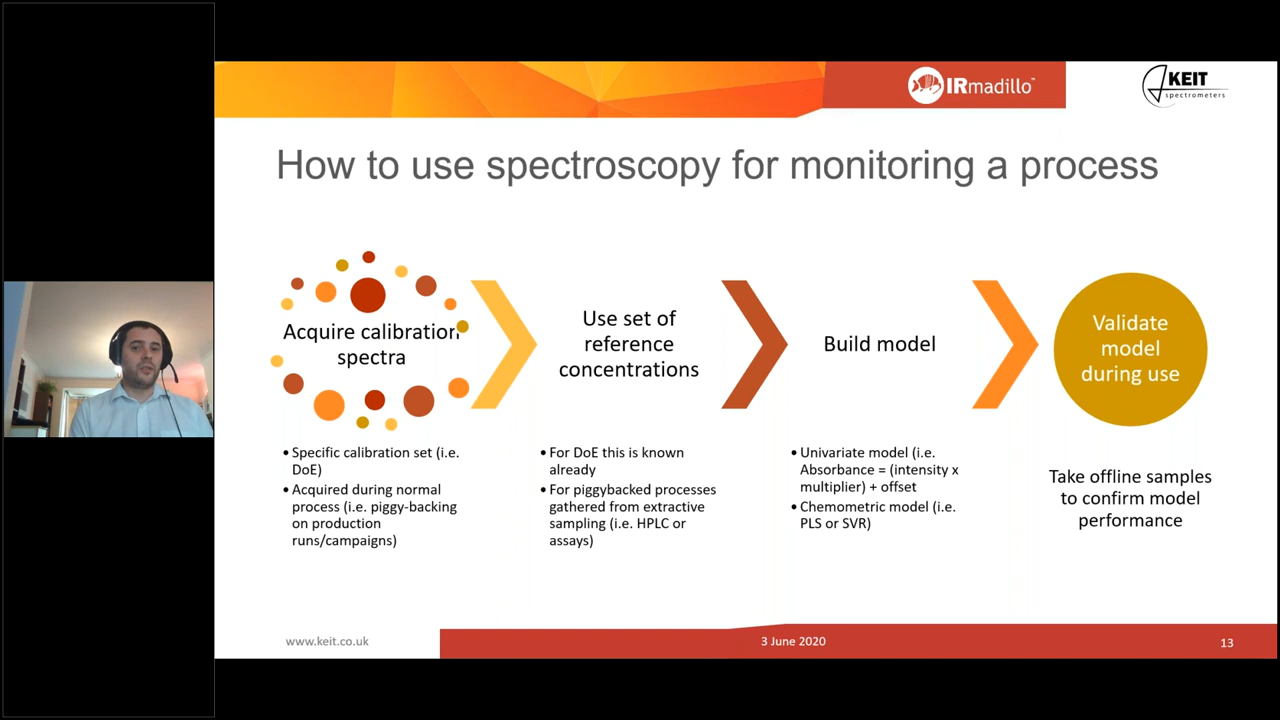 IRmadillo™
KEIT
spectrometers
How to use spectroscopy for monitoring a process
Acquire calibration
spectra
• Specific calibration set (i.e.
DoE)
• Acquired during normal
process (i.e. piggy-backing
on production
runs/campaigns)
Use set of
reference
concentrations
• For DoE this is known
already
• For piggybacked processes
gathered from extractive
sampling (i.e. HPLC or
assays)
Build model
• Univariate model (i.e.
Absorbance = (intensity x
multiplier) + offset
• Chemometric model (i.e.
PLS or SVR)
Validate
model
during use
Take offline samples
to confirm model
performance
www.keit.co.uk
3 June 2020
13